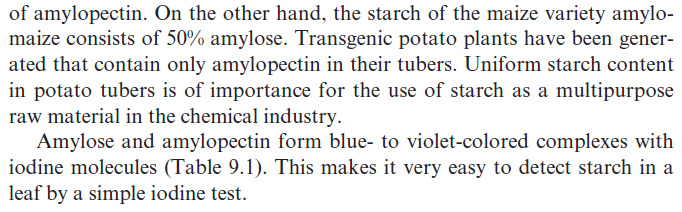 of amylopectin. On the other hand, the starch of the maize variety amylo-
maize consists of 50% amylose. Transgenic potato plants have been gener-
ated that contain only amylopectin in their tubers. Uniform starch content
in potato tubers is of importance for the use of starch as a multipurpose
raw material in the chemical industry.
Amylose and amylopectin form blue- to violet-colored complexes with
iodine molecules (Table 9.1). This makes it very easy to detect starch in a
leaf by a simple iodine test.